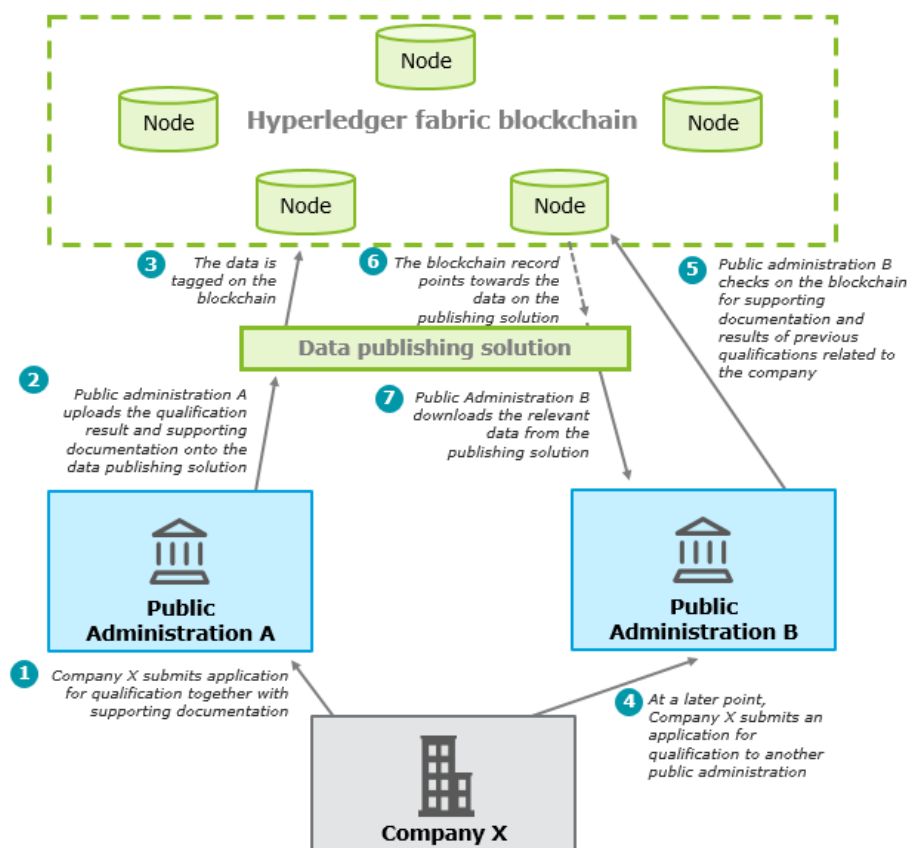 Node
Node
Hyperledger fabric blockchain
Node
Node
Node
3
The data is
tagged on the
blockchain
6
The blockchain record
points towards the
data on the
publishing solution
5
Public administration B
checks on the blockchain
for supporting
documentation and
results of previous
qualifications related to
the company
Data publishing solution
2
Public administration A
uploads the qualification
result and supporting
documentation onto the
data publishing solution
7
Public Administration B
downloads the relevant
data from the
publishing solution
Public
Administration A
Public
Administration B
1
Company X submits application
for qualification together with
supporting documentation
4
At a later point,
Company X submits an
application for
qualification to another
public administration
Company X